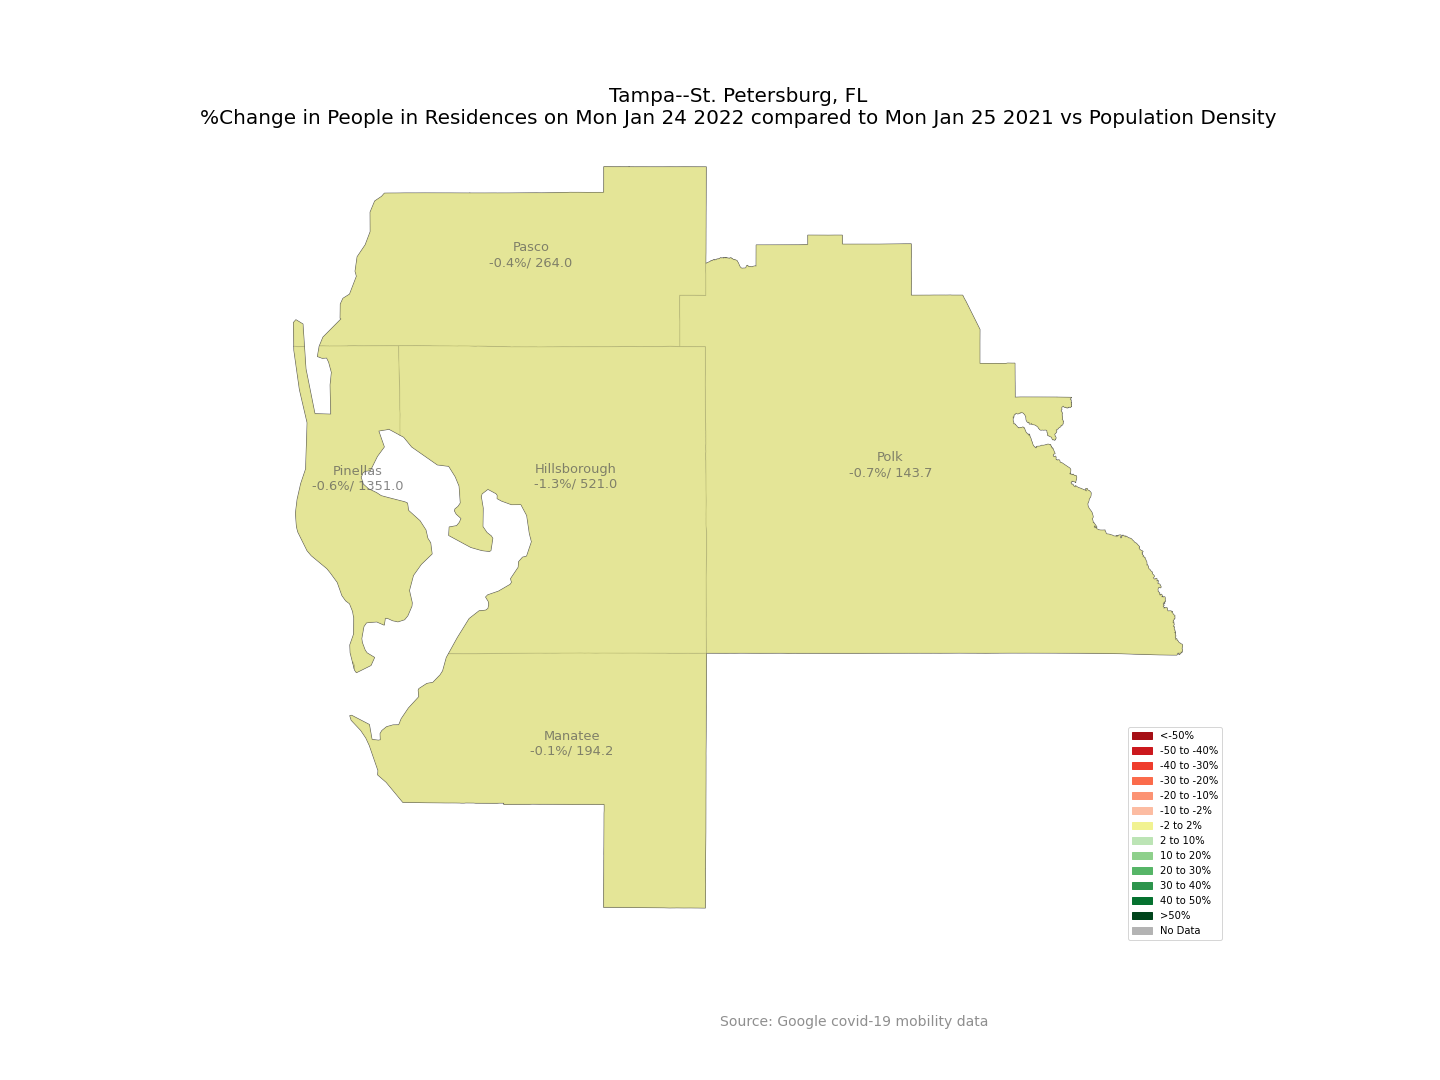 Tampa--St. Petersburg, FL
%Change in People in Residences on Mon Jan 24 2022 compared to Mon Jan 25 2021 vs Population Density
Pasco
-0.4%/ 264.0
Pinellas
-0.6%/ 1351.0
Hillsborough
-1.3%/ 521.0
Polk
-0.7%/ 143.7
Manatee
-0.1%/ 194.2
<-50%
-50 to -40%
-40 to -30%
-30 to -20%
-20 to -10%
-10 to -2%
-2 to 2%
2 to 10%
10 to 20%
20 to 30%
30 to 40%
40 to 50%
>50%
No Data
Source: Google covid-19 mobility data